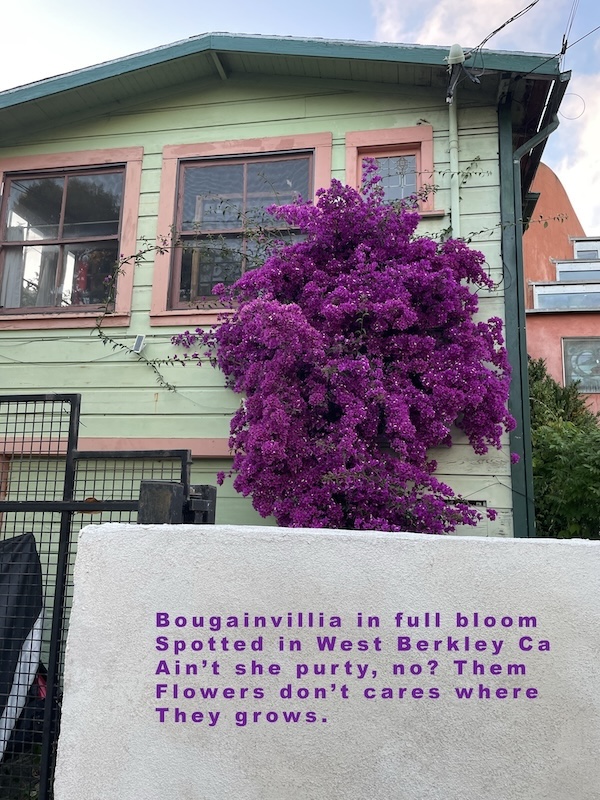 Bougainvillia in full bloom
Spotted in West Berkley Ca
Ain’t she purty, no? Them
Flowers don’t cares where
They grows.